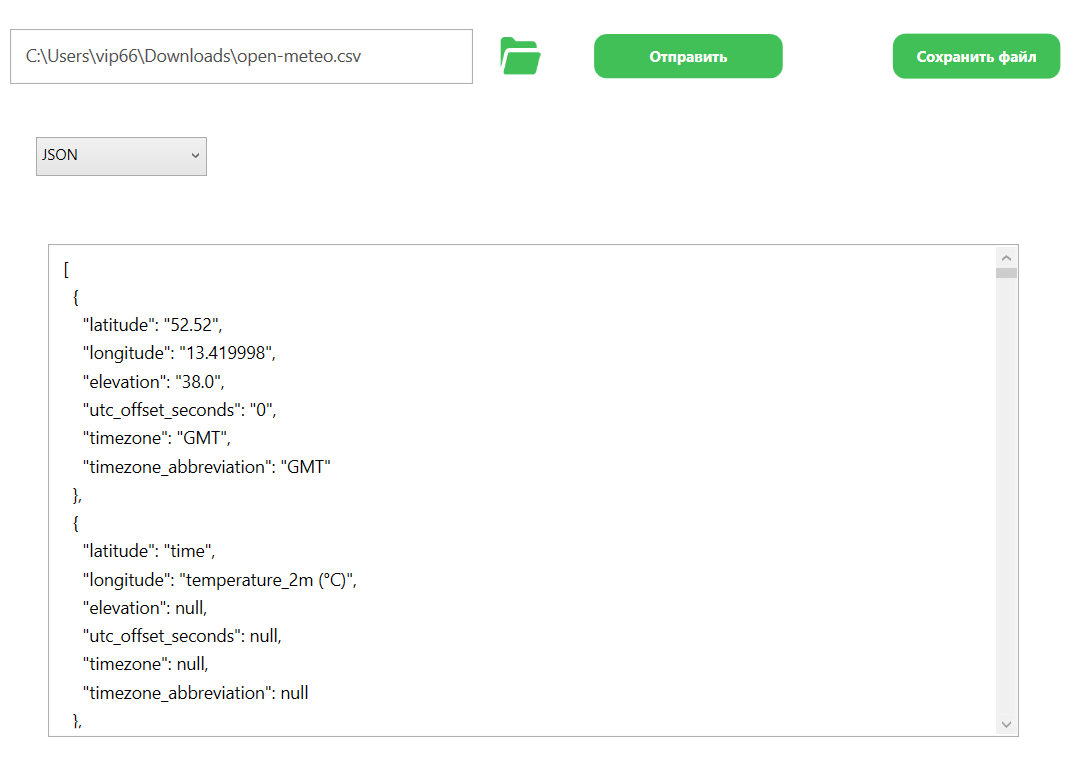 C:\Users\vip66\Downloads\open-meteo.csv
Отправить
Сохранить файл
JSON
[
{
"latitude": "52.52",
"longitude": "13.419998",
"elevation": "38.0",
"utc_offset_seconds": "0",
"timezone": "GMT",
"timezone_abbreviation": "GMT"
},
{
"latitude": "time",
"longitude": "temperature_2m (°C)",
"elevation": null,
"utc_offset_seconds": null,
"timezone": null,
"timezone_abbreviation": null
},